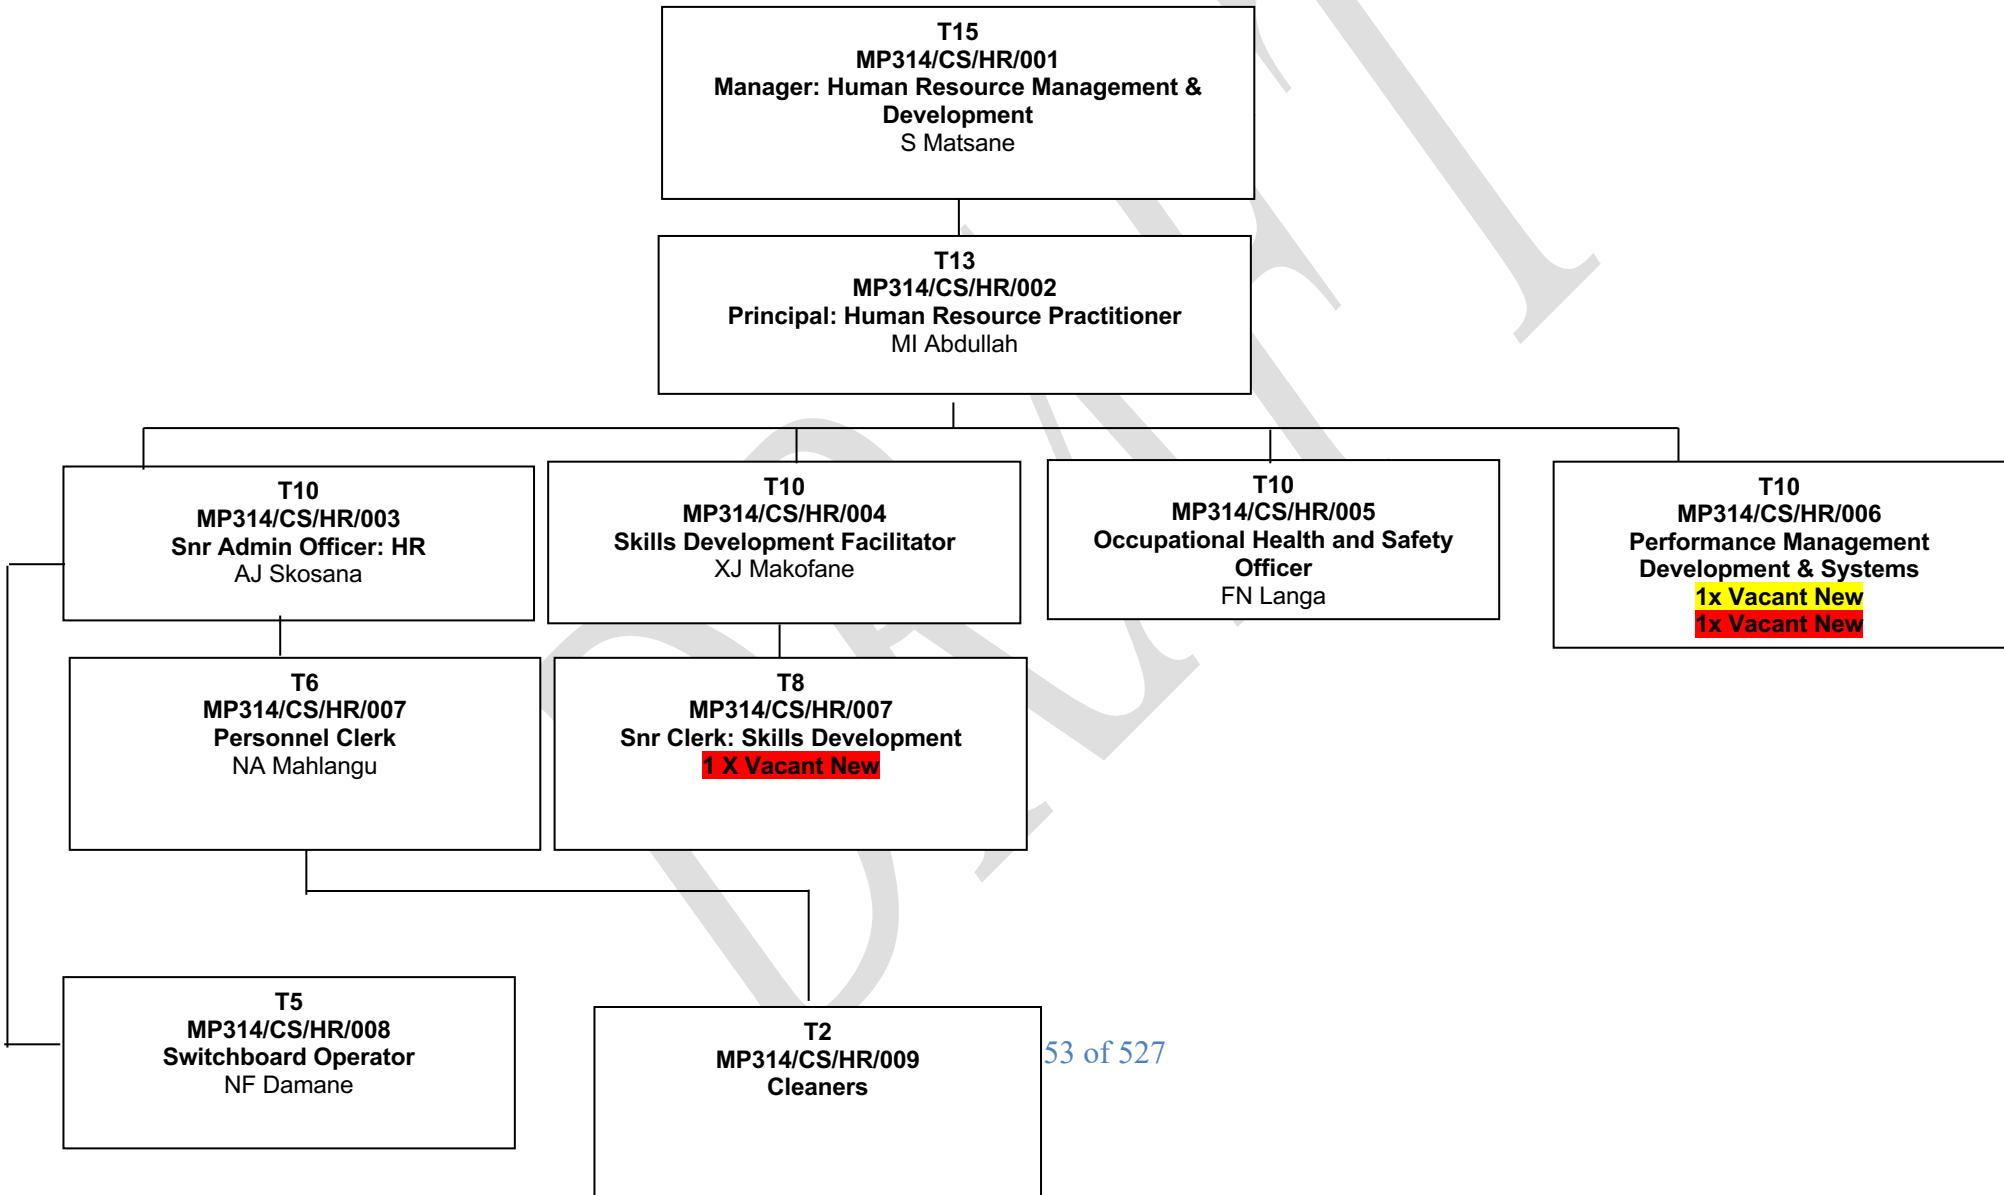 T15
MP314/CS/HR/001
Manager: Human Resource Management &
Development
S Matsane
T13
MP314/CS/HR/002
Principal: Human Resource Practitioner
MI Abdullah
T10
MP314/CS/HR/003
Snr Admin Officer: HR
AJ Skosana
T10
MP314/CS/HR/004
Skills Development Facilitator
XJ Makofane
T10
MP314/CS/HR/005
Occupational Health and Safety
Officer
FN Langa
T10
MP314/CS/HR/006
Performance Management
Development & Systems
1x Vacant New
1x Vacant New
T6
MP314/CS/HR/007
Personnel Clerk
NA Mahlangu
T8
MP314/CS/HR/007
Snr Clerk: Skills Development
1 X Vacant New
T5
MP314/CS/HR/008
Switchboard Operator
NF Damane
T2
MP314/CS/HR/009
Cleaners
53 of 527
DRAFT